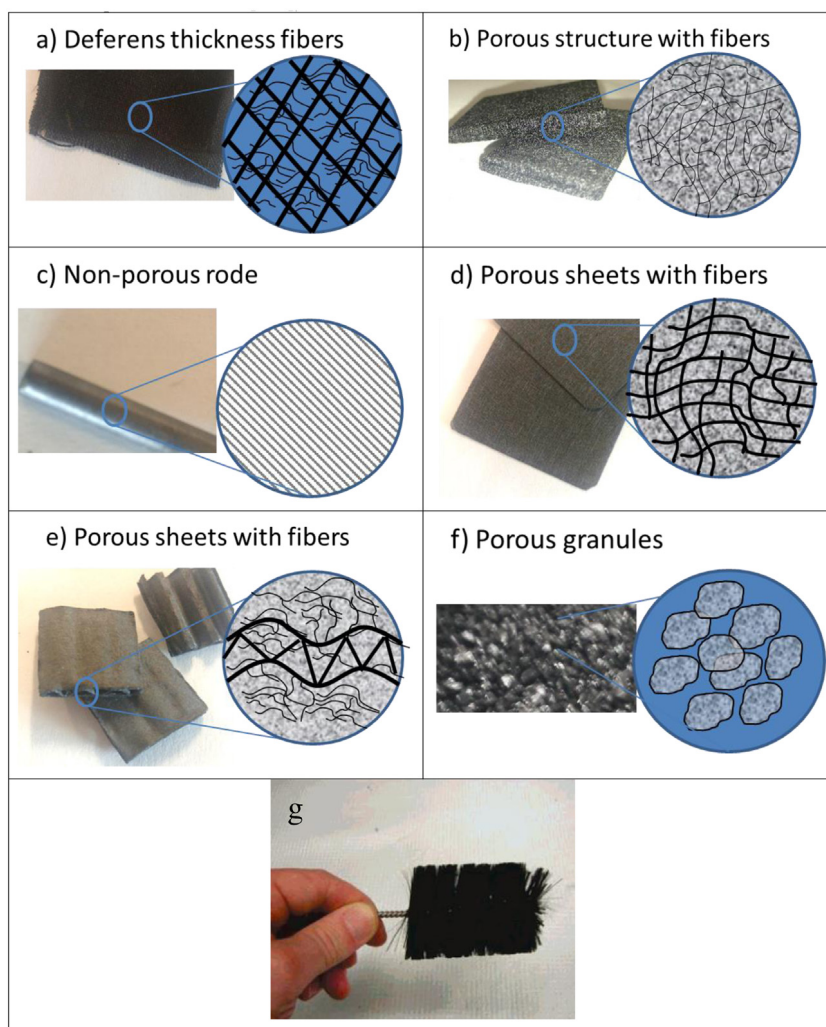 a) Deferens thickness fibers
b) Porous structure with fibers
c) Non-porous rode
d) Porous sheets with fibers
e) Porous sheets with fibers
f) Porous granules
g